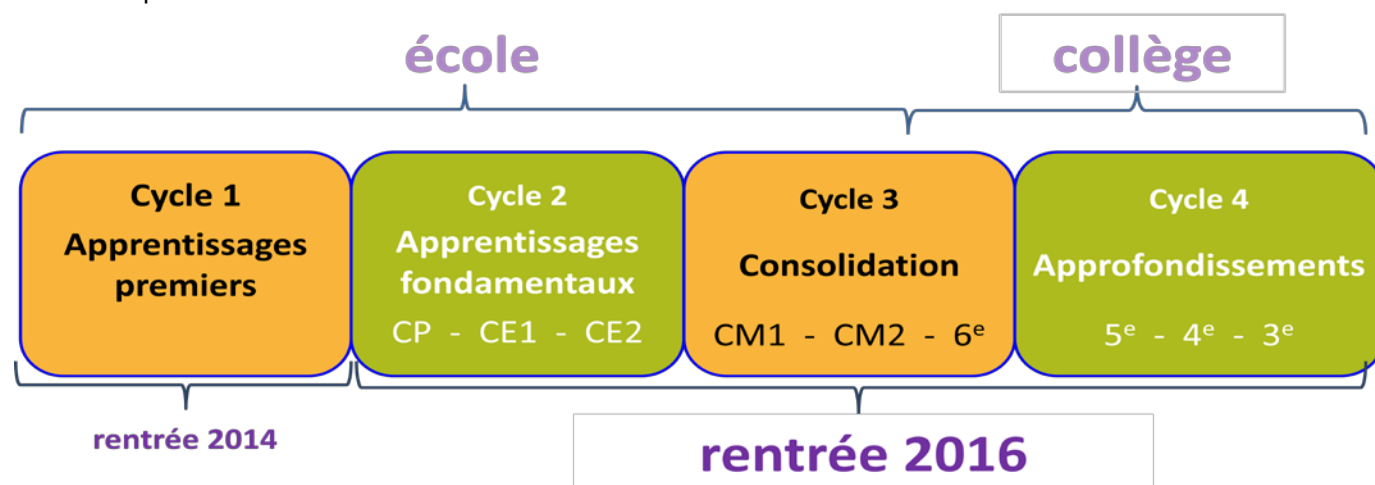 école
collège
Cycle 1
Apprentissages
premiers
Cycle 2
Apprentissages
fondamentaux
CP - CE1 - CE2
Cycle 3
Consolidation
CM1 - CM2 - 6e
Cycle 4
Approfondissements
5e - 4e - 3e
rentrée 2014
rentrée 2016